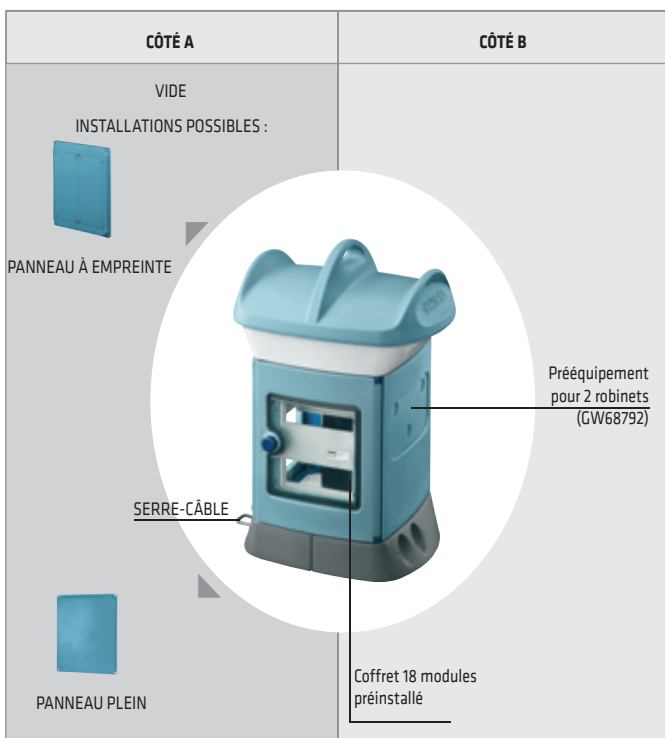 CÔTÉ A
CÔTÉ B
VIDE
INSTALLATIONS POSSIBLES :
PANNEAU À EMPREINTE
Prééquipement
pour 2 robinets
(GW68792)
SERRE-CÂBLE
Coffret 18 modules
préinstallé
PANNEAU PLEIN